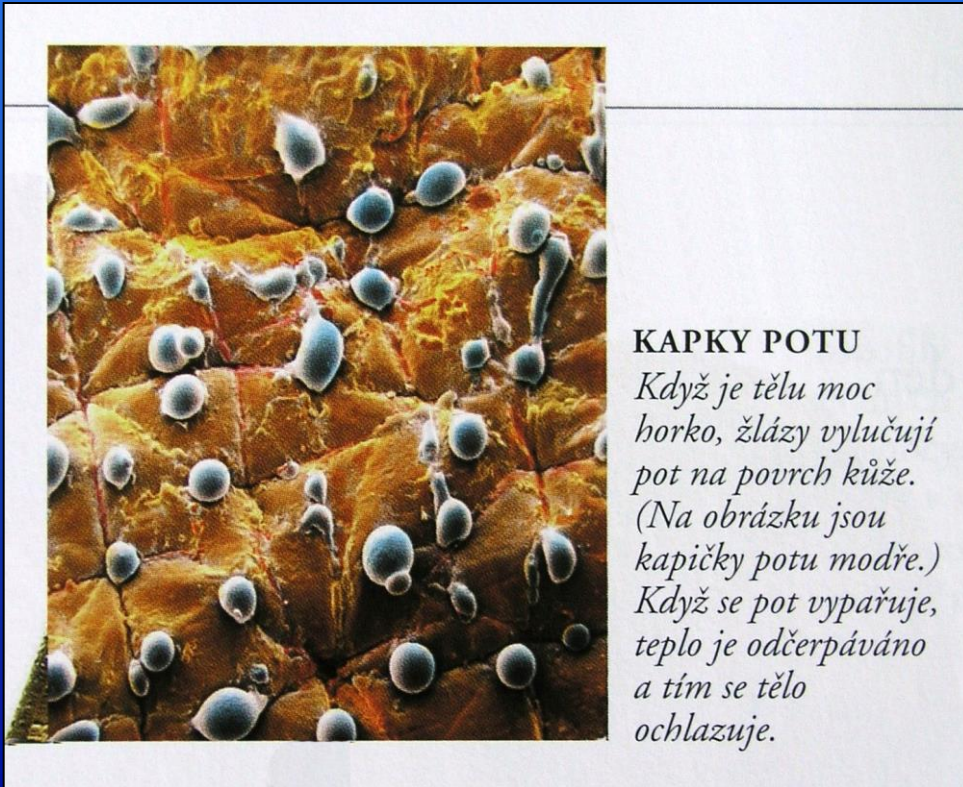 KAPKY POTU
Když je tělu moc
horko, žlázy vylučují
pot na povrch kůže.
(Na obrázku jsou
kapičky potu modře.)
Když se pot vypařuje,
teplo je odčerpáváno
a tím se tělo
ochlazuje.